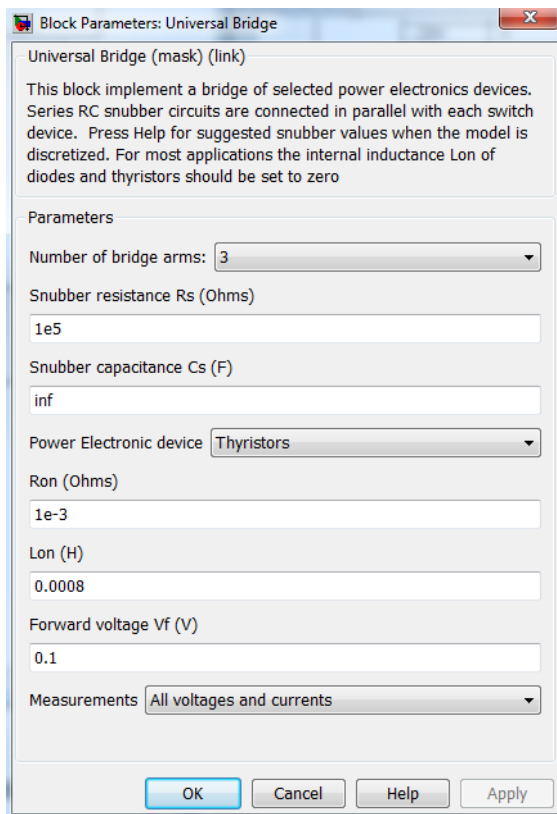 Block Parameters: Universal Bridge
Universal Bridge (mask) (link)
This block implement a bridge of selected power electronics devices.
Series RC snubber circuits are connected in parallel with each switch
device.  Press Help for suggested snubber values when the model is
discretized. For most applications the internal inductance Lon of
diodes and thyristors should be set to zero
Parameters
Number of bridge arms: 3
Snubber resistance Rs (Ohms)
1e5
Snubber capacitance Cs (F)
inf
Power Electronic device Thyristors
Ron (Ohms)
1e-3
Lon (H)
0.0008
Forward voltage Vf (V)
0.1
Measurements All voltages and currents
OK Cancel Help Apply